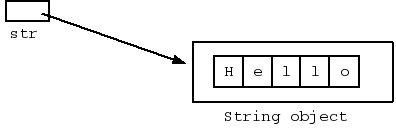 str
H e l l o
String object